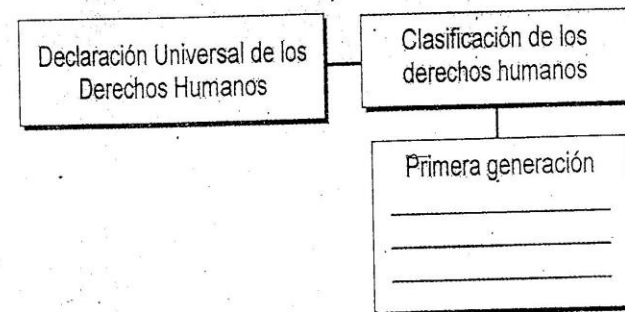 Declaración Universal de los
Derechos Humanos
Clasificación de los
derechos humanos
Primera generación